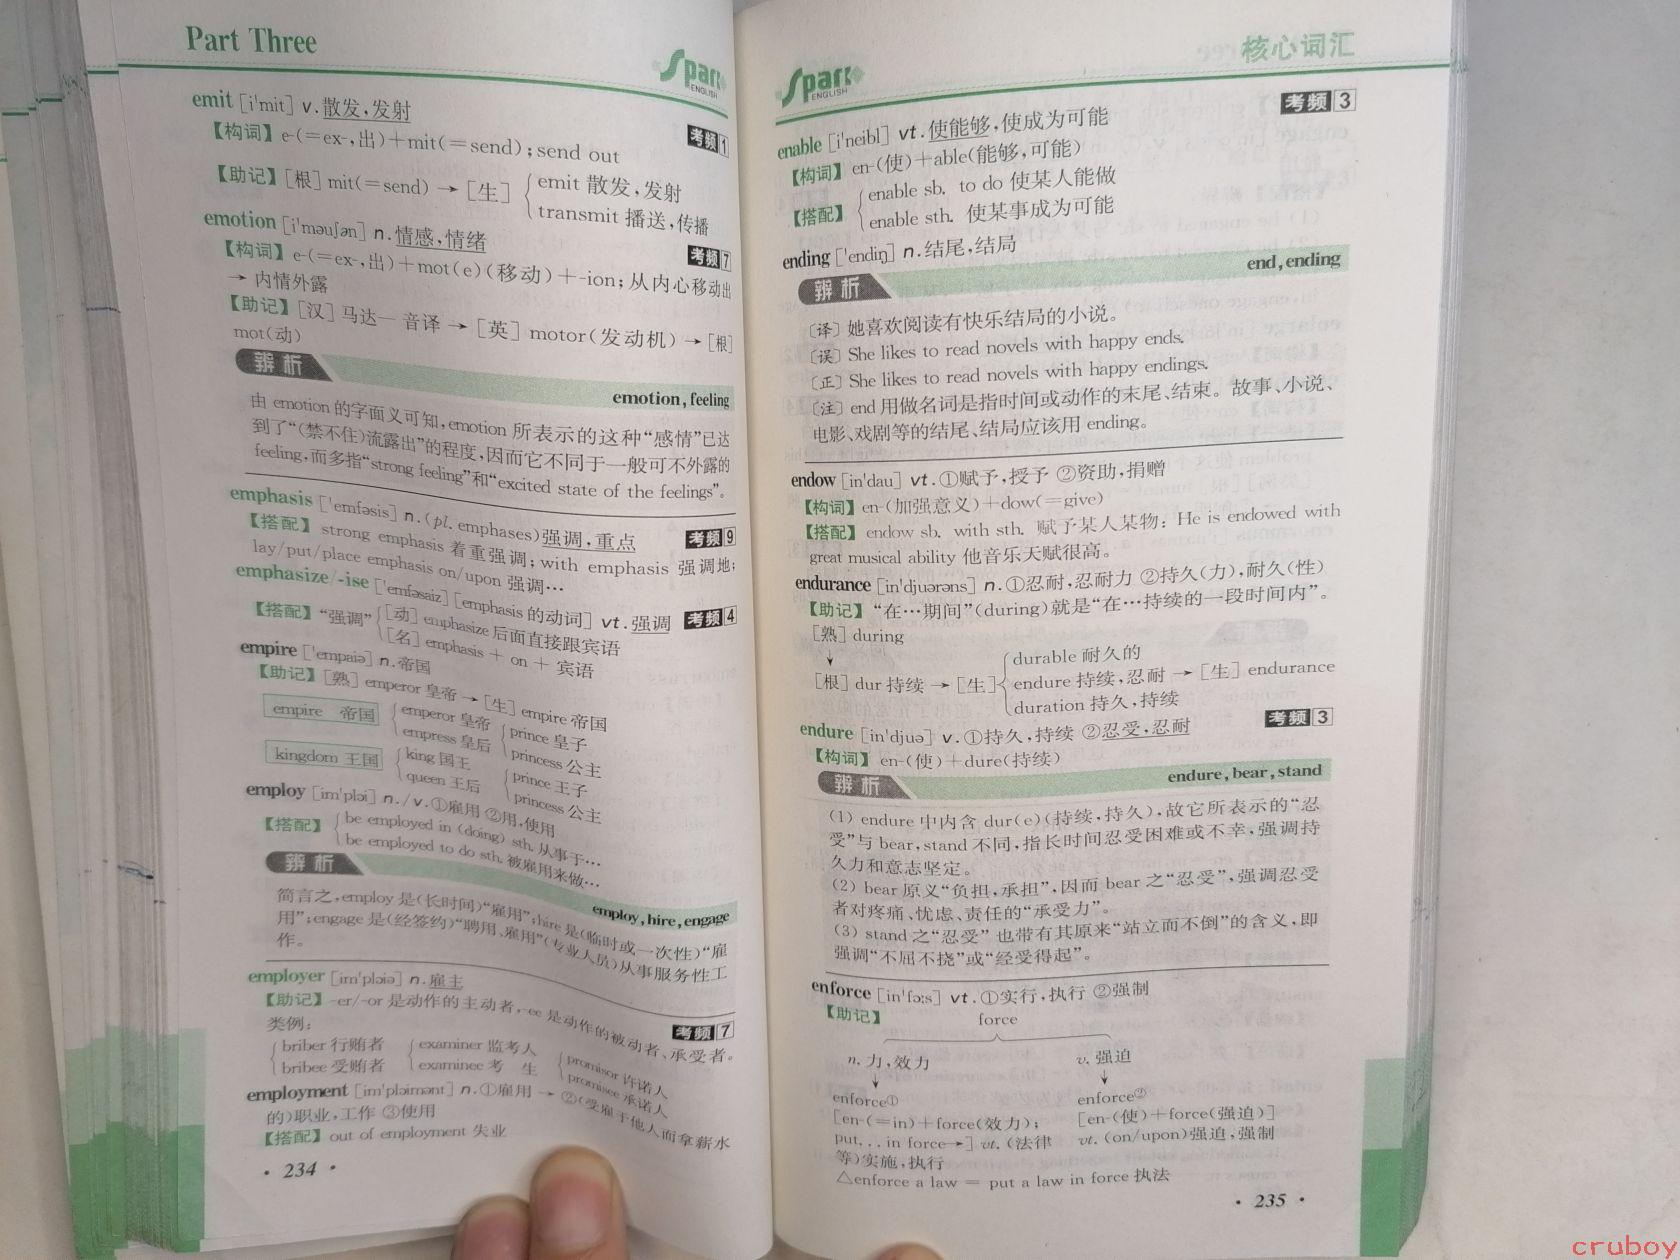 Part Three
Spark
ENGLISH
emit [i'mit] v.散发,发射
考频 1
【构词】e-(=ex-,出)+mit(=send);send out
【助记】[根] mit(=send) → [生] { emit 散发,发射
transmit 播送,传播
emotion [i'məuʃən] n.情感,情绪
考频 7
【构词】e-(=ex-,出)+mot(e)(移动)+-ion;从内心移动出
→ 内情外露
【助记】[汉] 马达— 音译 → [英] motor(发动机) → [根]
mot(动)
辨析
emotion, feeling
由 emotion 的字面义可知,emotion 所表示的这种“感情”已达
到了“(禁不住)流露出”的程度,因而它不同于一般可不外露的
feeling,而多指“strong feeling”和“excited state of the feelings”。
emphasis ['emfəsis] n.(pl. emphases)强调,重点
考频 9
【搭配】strong emphasis 着重强调;with emphasis 强调地;
lay/put/place emphasis on/upon 强调…
emphasize/-ise ['emfəsaiz] [emphasis 的动词] vt.强调
考频 4
【搭配】“强调” { [动] emphasize 后面直接跟宾语
[名] emphasis + on + 宾语
empire ['empaiə] n.帝国
【助记】[熟] emperor 皇帝 → [生] empire 帝国
empire 帝国 { emperor 皇帝 { prince 皇子
empress 皇后 princess 公主
kingdom 王国 { king 国王 { prince 王子
queen 王后 princess 公主
employ [im'plɔi] n./v.①雇用 ②用,使用
【搭配】{ be employed in (doing) sth. 从事于…
be employed to do sth. 被雇用来做…
辨析
employ, hire, engage
简言之,employ 是(长时间)“雇用”;hire 是(临时或一次性)“雇
用”;engage 是(经签约)“聘用、雇用”(专业人员)从事服务性工
作。
employer [im'plɔiə] n.雇主
考频 7
【助记】-er/-or 是动作的主动者,-ee 是动作的被动者、承受者。
类例:
{ briber 行贿者 { examiner 监考人 { promisor 许诺人
bribee 受贿者 examinee 考 生 promisee 承诺人
employment [im'plɔimənt] n.①雇用 → ②(受雇于他人而拿薪水
的)职业,工作 ③使用
【搭配】out of employment 失业
· 234 ·
核心词汇
Spark
ENGLISH
考频 3
enable [i'neibl] vt.使能够,使成为可能
【构词】en-(使)+able(能够,可能)
【搭配】{ enable sb. to do 使某人能做
enable sth. 使某事成为可能
ending ['endiŋ] n.结尾,结局
辨析
end, ending
〔译〕她喜欢阅读有快乐结局的小说。
〔误〕She likes to read novels with happy ends.
〔正〕She likes to read novels with happy endings.
〔注〕end 用做名词是指时间或动作的末尾、结束。故事、小说、
电影、戏剧等的结尾、结局应该用 ending。
endow [in'dau] vt.①赋予,授予 ②资助,捐赠
【构词】en-(加强意义)+dow(=give)
【搭配】endow sb. with sth. 赋予某人某物: He is endowed with
great musical ability 他音乐天赋很高。
endurance [in'djuərəns] n.①忍耐,忍耐力 ②持久(力),耐久(性)
【助记】“在…期间”(during)就是“在…持续的一段时间内”。
[熟] during
↓
{ durable 耐久的
[根] dur 持续 → [生] endure 持续,忍耐 → [生] endurance
duration 持久,持续
endure [in'djuə] v.①持久,持续 ②忍受,忍耐
考频 3
【构词】en-(使)+dure(持续)
辨析
endure, bear, stand
(1) endure 中内含 dur(e)(持续,持久),故它所表示的“忍
受”与 bear, stand 不同,指长时间忍受困难或不幸,强调持
久力和意志坚定。
(2) bear 原义“负担,承担”,因而 bear 之“忍受”,强调忍受
者对疼痛、忧虑、责任的“承受力”。
(3) stand 之“忍受” 也带有其原来“站立而不倒”的含义,即
强调“不屈不挠”或“经受得起”。
enforce [in'fɔːs] vt.①实行,执行 ②强制
【助记】 force
n. 力,效力 v. 强迫
↓ ↓
enforce① enforce②
[en-(=in)+force(效力); [en-(使)+force(强迫)]
put... in force→] vt. (法律 vt. (on/upon)强迫,强制
等)实施,执行
△enforce a law = put a law in force 执法
· 235 ·
cruboy